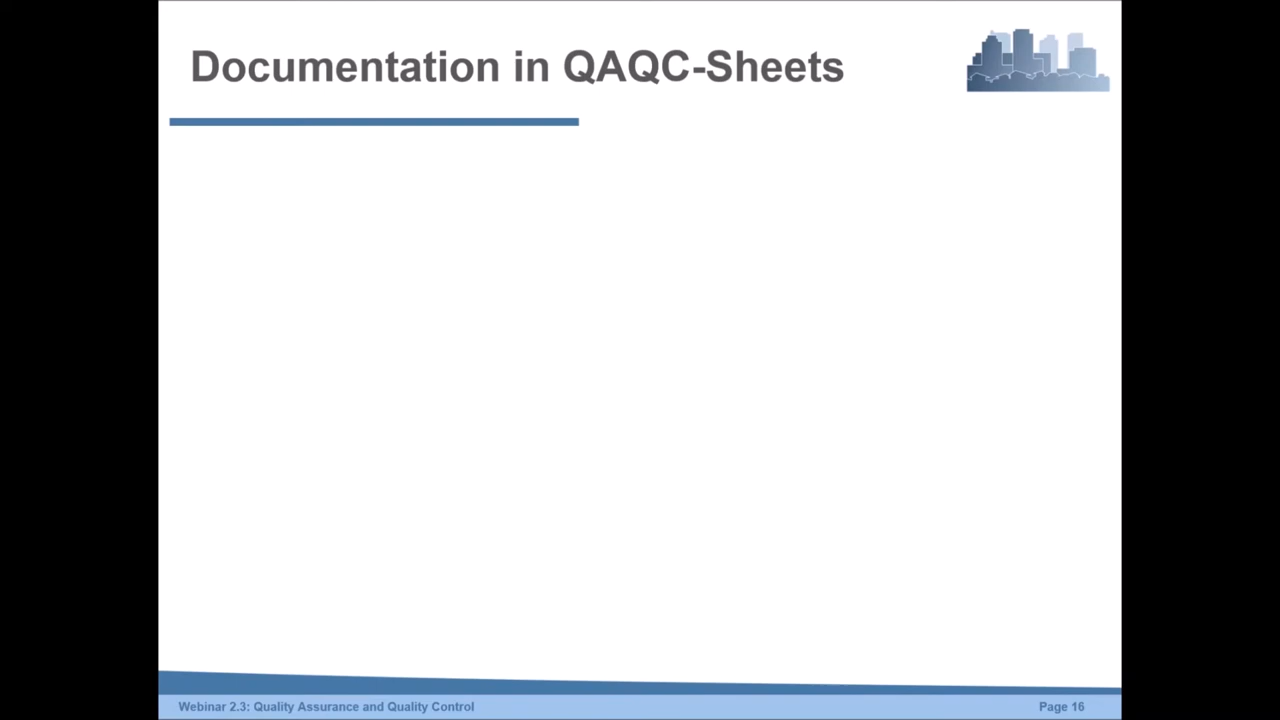 Documentation in QAQC-Sheets
Webinar 2.3: Quality Assurance and Quality Control
Page 16